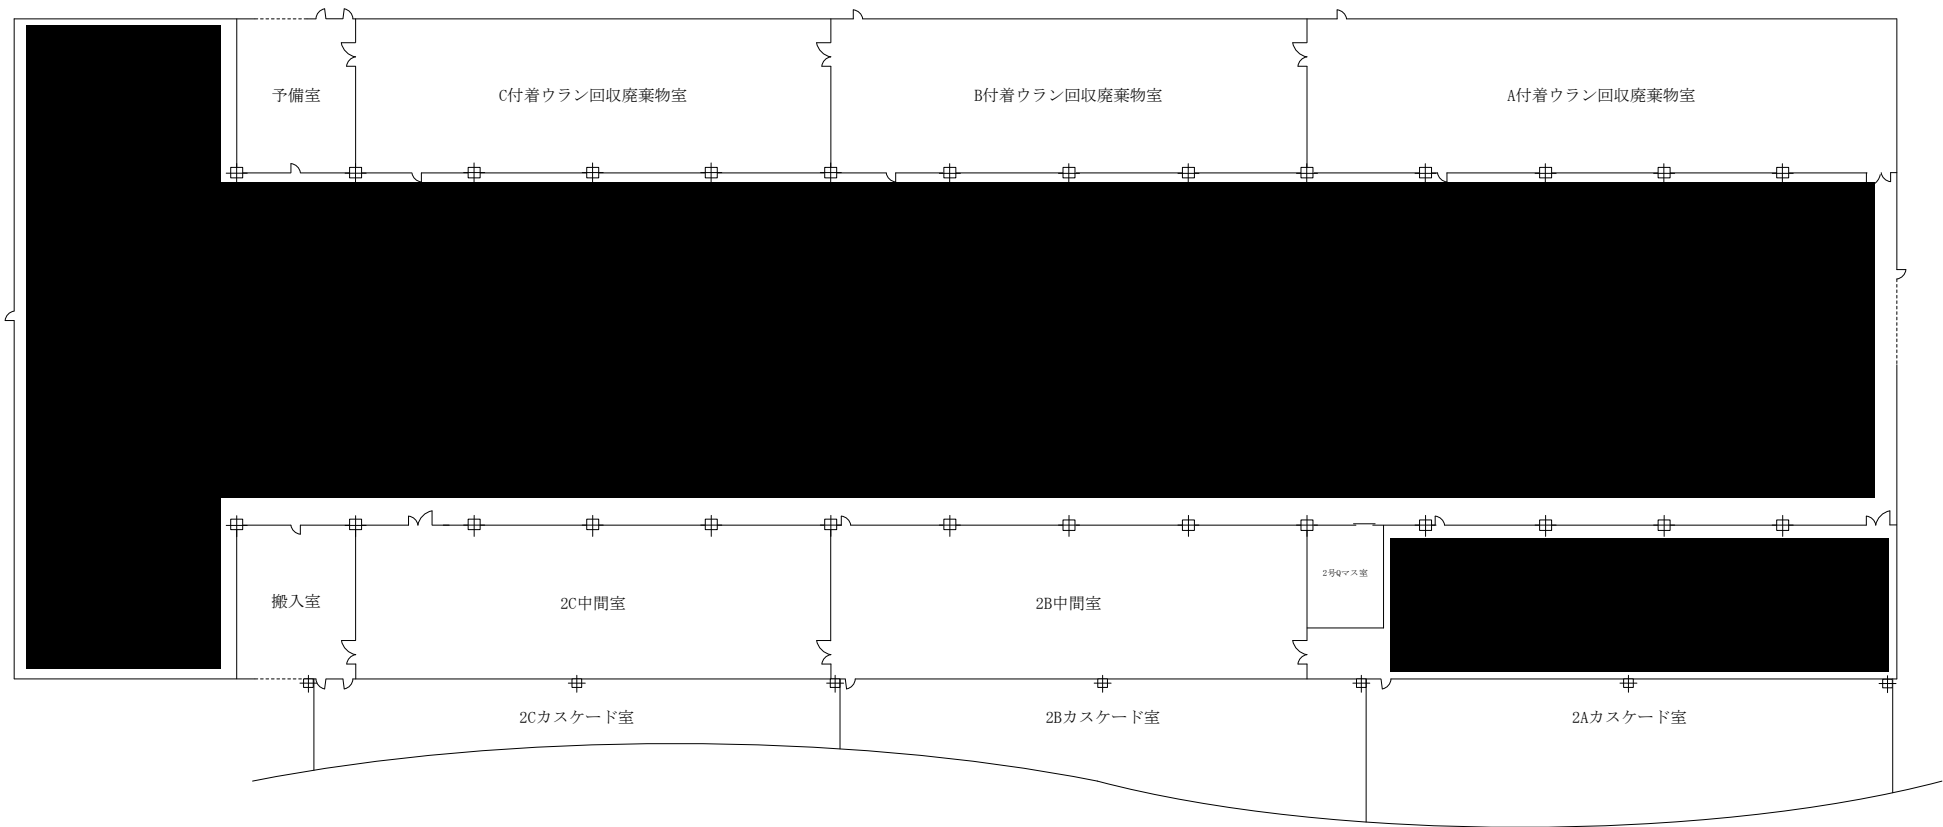 予備室
C付着ウラン回収廃棄物室
B付着ウラン回収廃棄物室
A付着ウラン回収廃棄物室
2号Qマス室
搬入室
2C中間室
2B中間室
2Cカスケード室
2Bカスケード室
2Aカスケード室